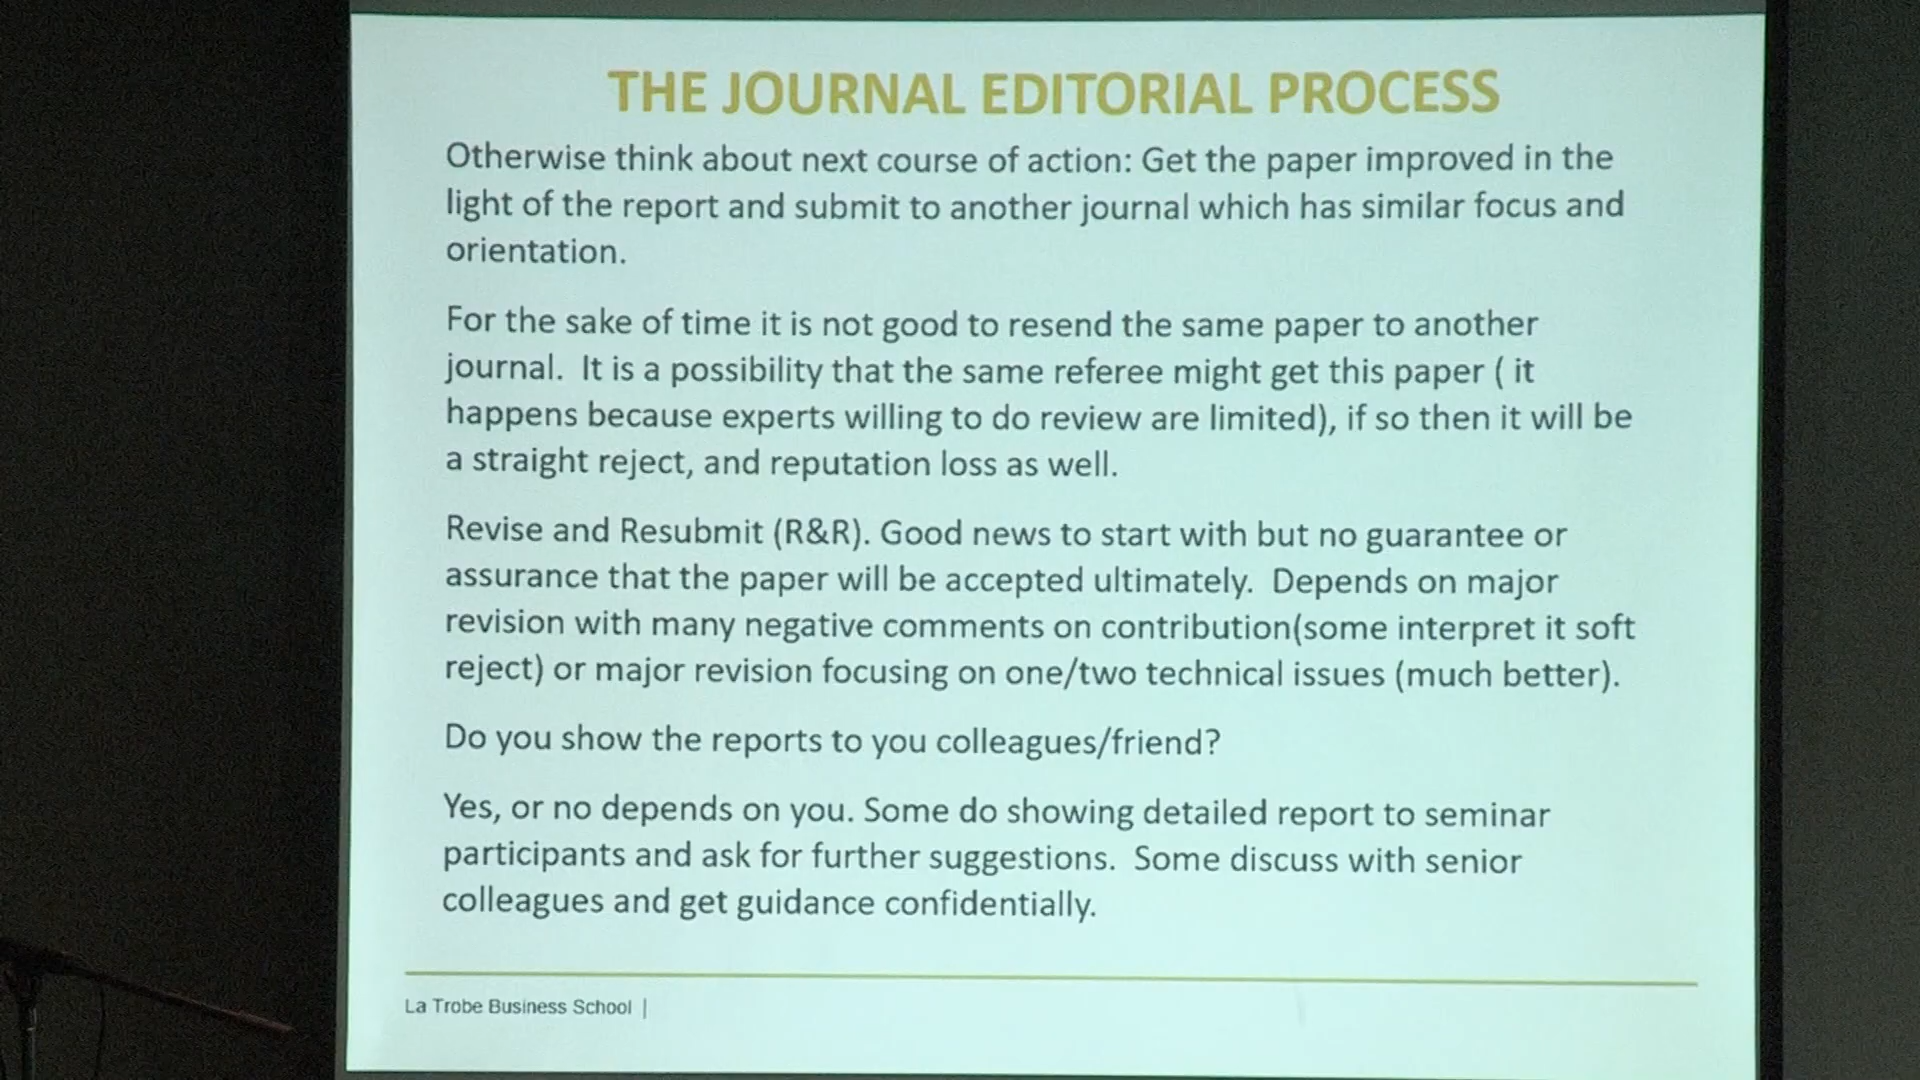 THE JOURNAL EDITORIAL PROCESS
Otherwise think about next course of action: Get the paper improved in the
light of the report and submit to another journal which has similar focus and
orientation.
For the sake of time it is not good to resend the same paper to another
journal.  It is a possibility that the same referee might get this paper ( it
happens because experts willing to do review are limited), if so then it will be
a straight reject, and reputation loss as well.
Revise and Resubmit (R&R). Good news to start with but no guarantee or
assurance that the paper will be accepted ultimately.  Depends on major
revision with many negative comments on contribution(some interpret it soft
reject) or major revision focusing on one/two technical issues (much better).
Do you show the reports to you colleagues/friend?
Yes, or no depends on you. Some do showing detailed report to seminar
participants and ask for further suggestions.  Some discuss with senior
colleagues and get guidance confidentially.
La Trobe Business School |